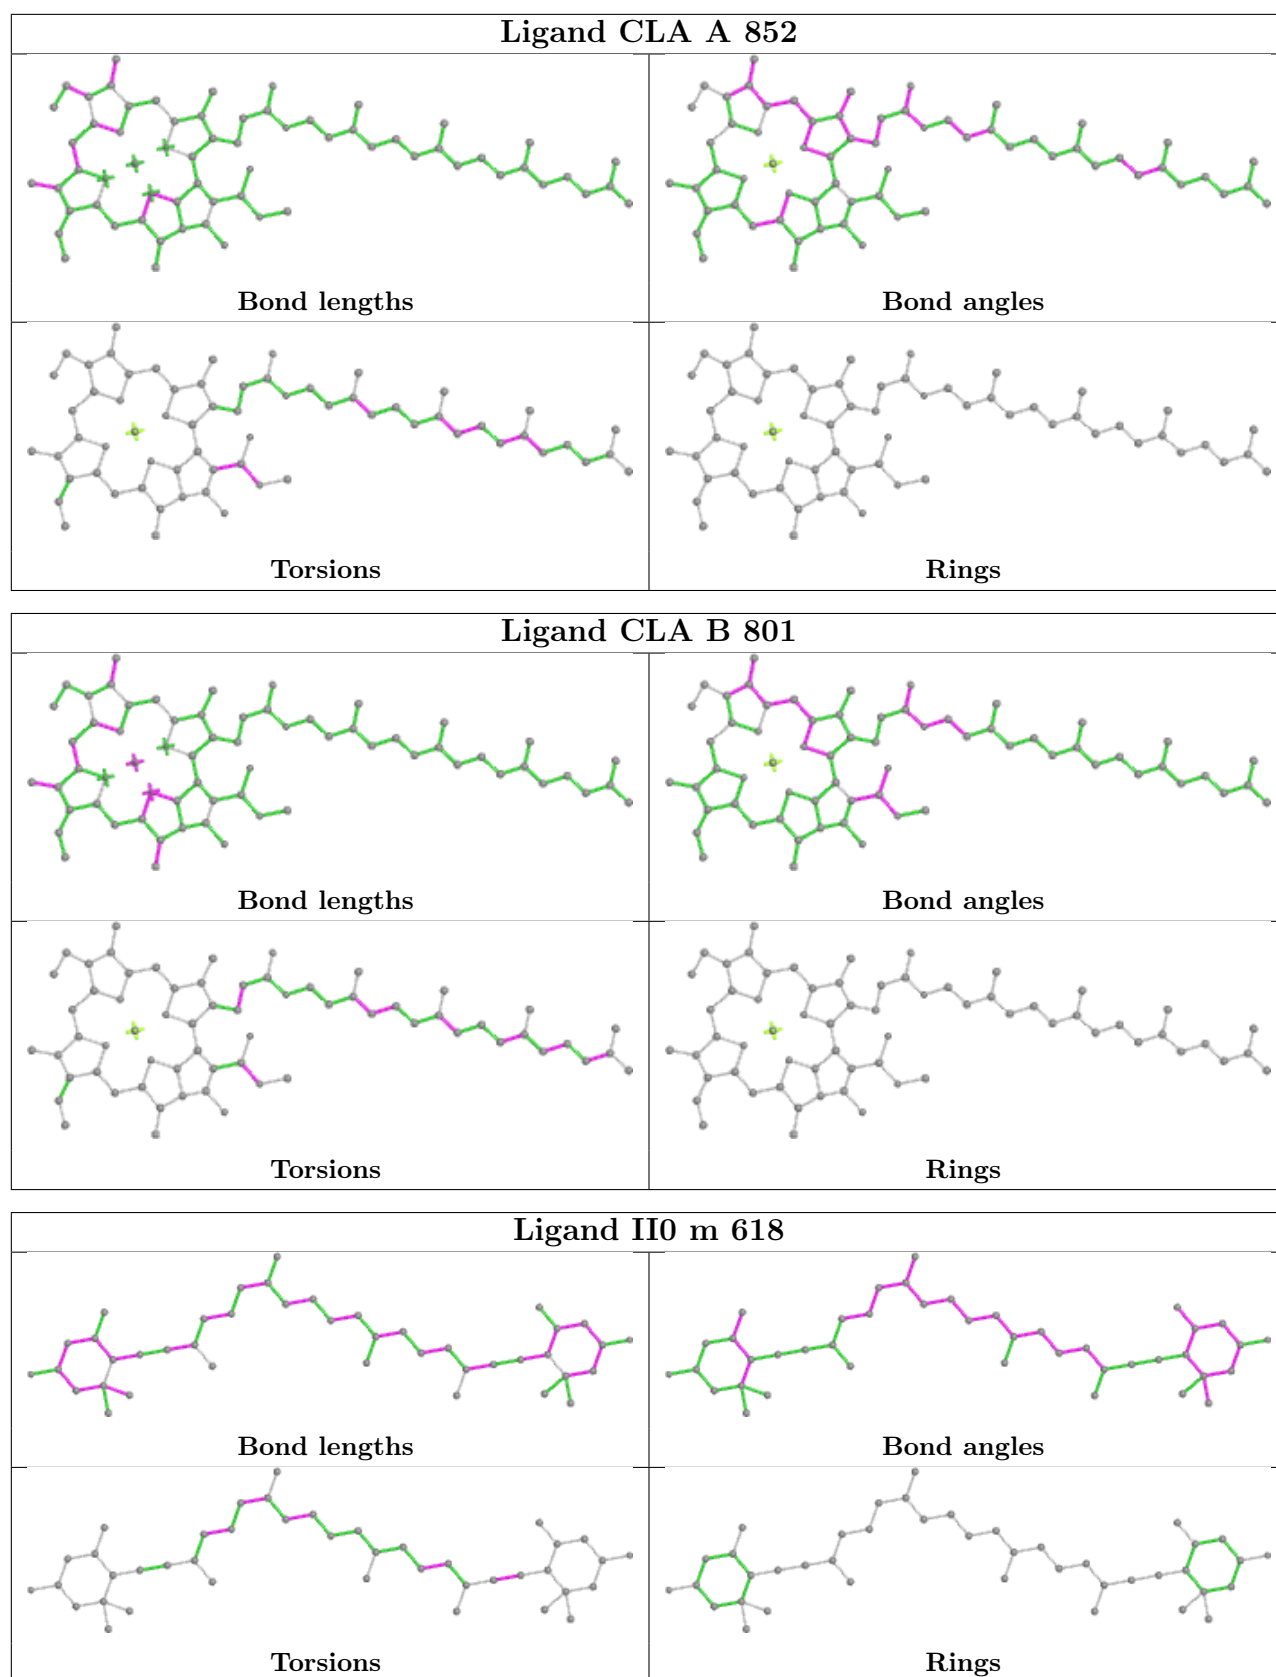 Ligand CLA A 852
Bond lengths
Bond angles
Torsions
Rings
Ligand CLA B 801
Bond lengths
Bond angles
Torsions
Rings
Ligand II0 m 618
Bond lengths
Bond angles
Torsions
Rings